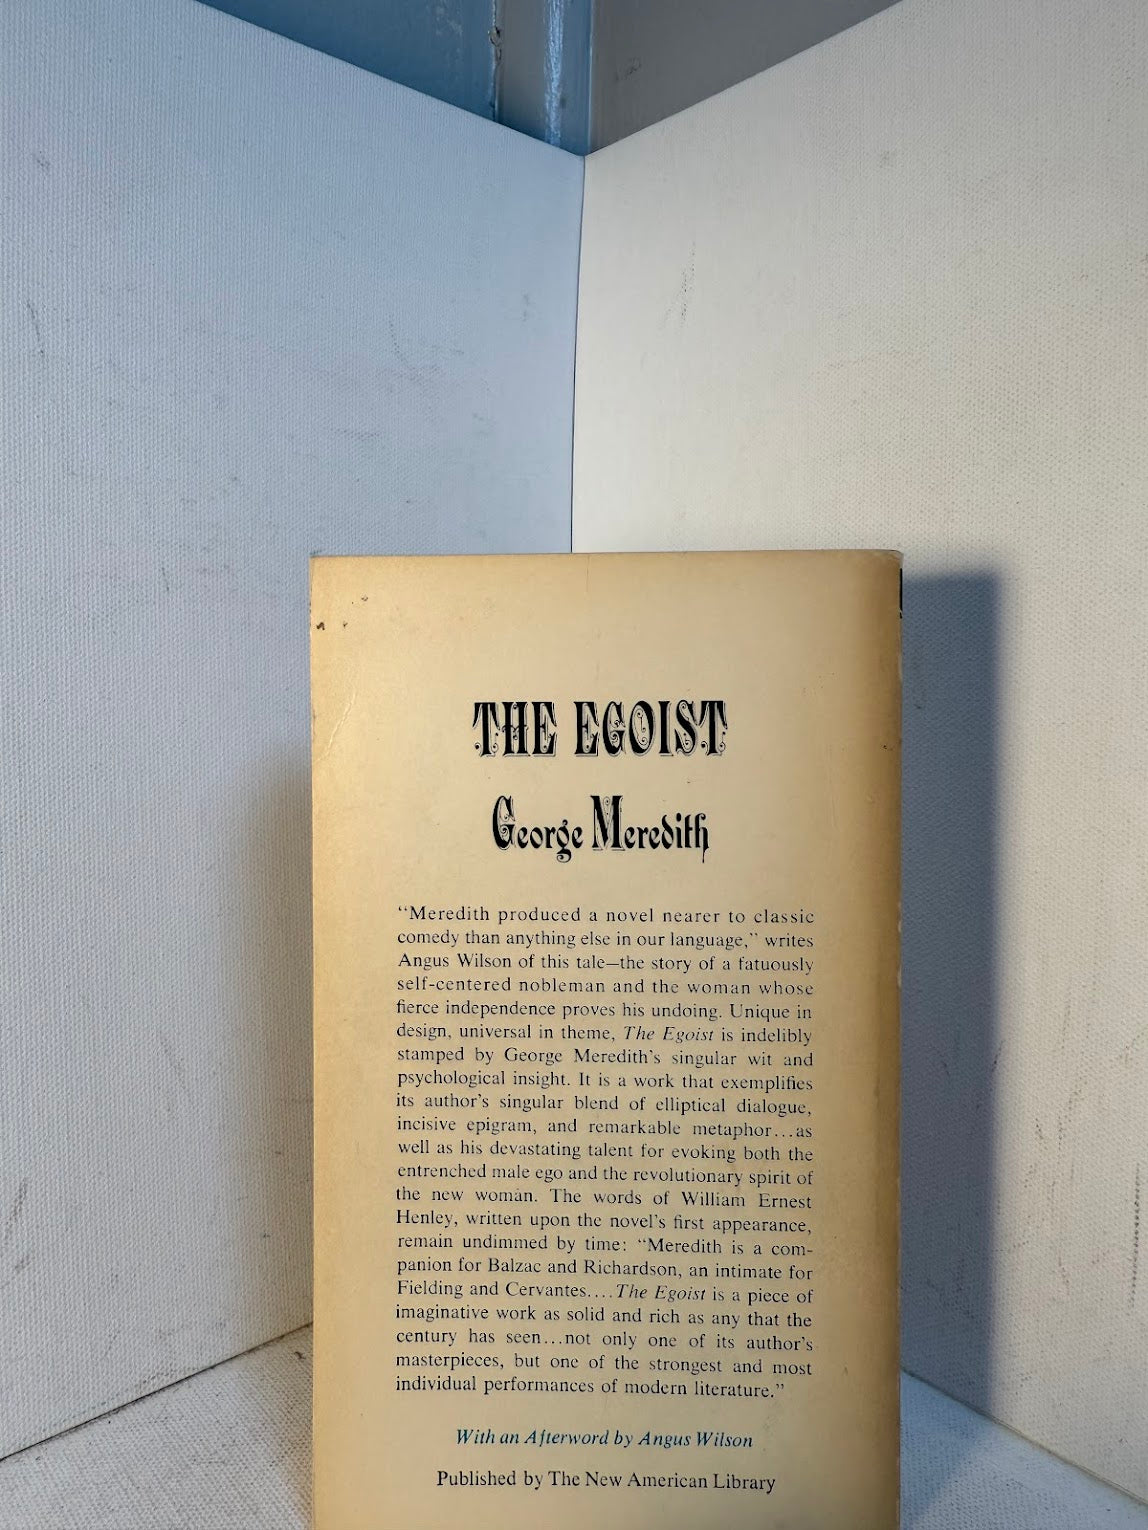 THE EGOIST
George Meredith
“Meredith produced a novel nearer to classic
comedy than anything else in our language,” writes
Angus Wilson of this tale—the story of a fatuously
self-centered nobleman and the woman whose
fierce independence proves his undoing. Unique in
design, universal in theme, The Egoist is indelibly
stamped by George Meredith’s singular wit and
psychological insight. It is a work that exemplifies
its author’s singular blend of elliptical dialogue,
incisive epigram, and remarkable metaphor...as
well as his devastating talent for evoking both the
entrenched male ego and the revolutionary spirit of
the new woman. The words of William Ernest
Henley, written upon the novel’s first appearance,
remain undimmed by time: “Meredith is a com-
panion for Balzac and Richardson, an intimate for
Fielding and Cervantes....The Egoist is a piece of
imaginative work as solid and rich as any that the
century has seen...not only one of its author’s
masterpieces, but one of the strongest and most
individual performances of modern literature.”
With an Afterword by Angus Wilson
Published by The New American Library